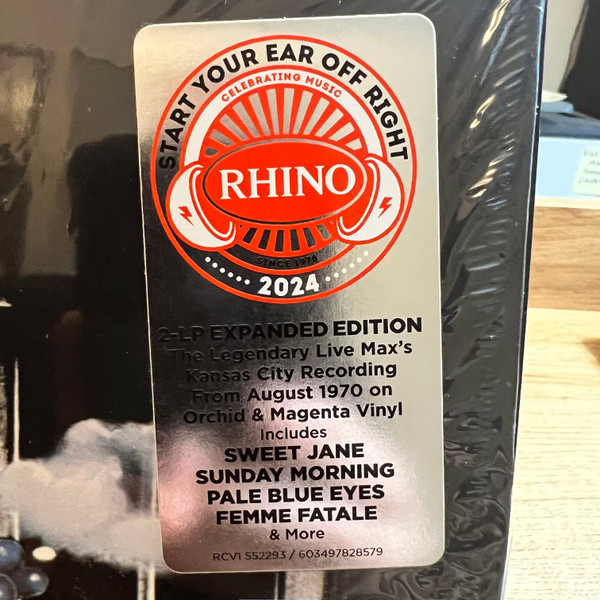 START YOUR EAR OFF RIGHT
CELEBRATING MUSIC
RHINO
SINCE 1978
2024
2-LP EXPANDED EDITION
The Legendary Live Max's
Kansas City Recording
From August 1970 on
Orchid & Magenta Vinyl
Includes
SWEET JANE
SUNDAY MORNING
PALE BLUE EYES
FEMME FATALE
& More
RCV1 552293 / 603497828579